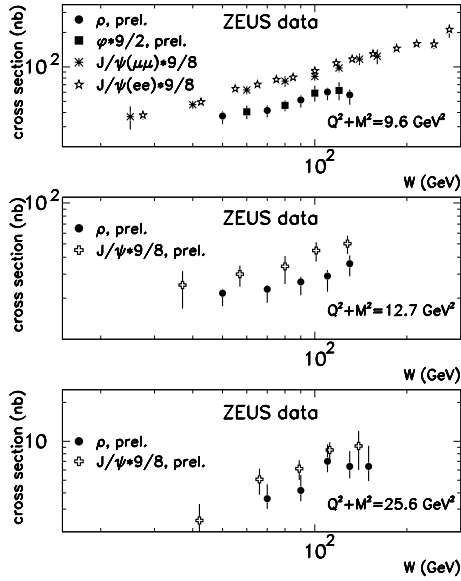 ZEUS data
cross section (nb)
ρ, prel.
φ*9/2, prel.
J/ψ(μμ)*9/8
J/ψ(ee)*9/8
10²
Q²+M²=9.6 GeV²
10²
W (GeV)
10²
ZEUS data
cross section (nb)
ρ, prel.
J/ψ*9/8, prel.
Q²+M²=12.7 GeV²
10²
W (GeV)
ZEUS data
cross section (nb)
10
ρ, prel.
J/ψ*9/8, prel.
Q²+M²=25.6 GeV²
10²
W (GeV)